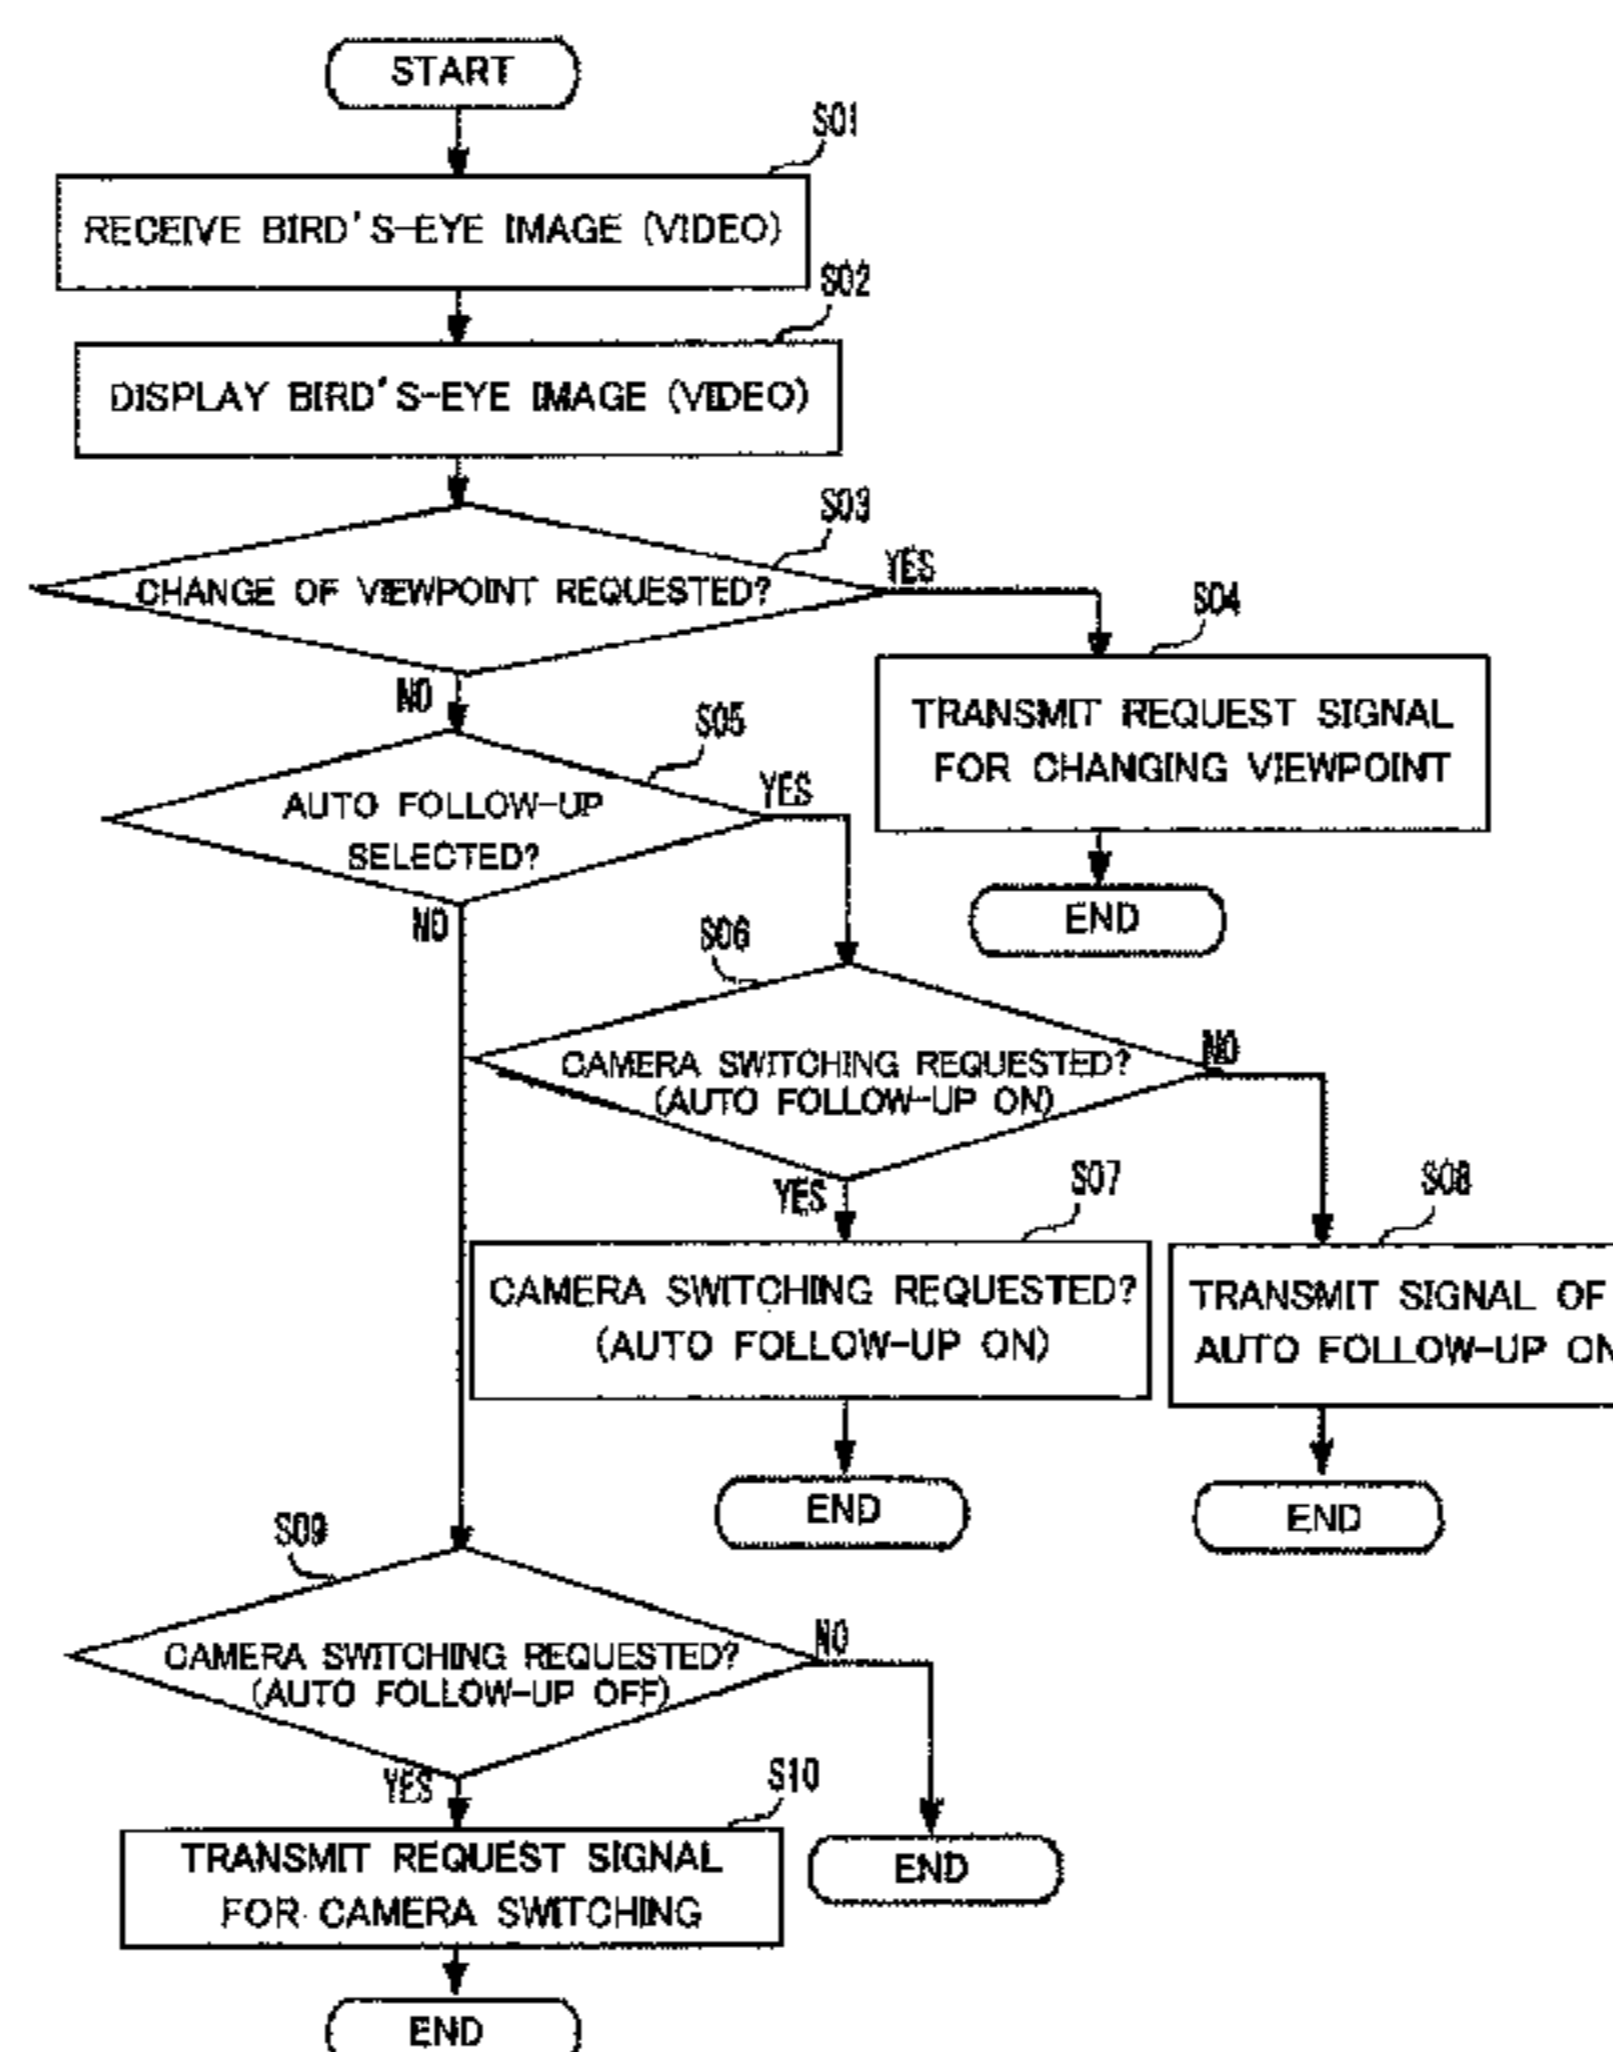 START
S01
RECEIVE BIRD'S-EYE IMAGE (VIDEO)
S02
DISPLAY BIRD'S-EYE IMAGE (VIDEO)
S03
CHANGE OF VIEWPOINT REQUESTED?
YES
NO
S04
TRANSMIT REQUEST SIGNAL
FOR CHANGING VIEWPOINT
END
S05
AUTO FOLLOW-UP
SELECTED?
YES
NO
S06
CAMERA SWITCHING REQUESTED?
(AUTO FOLLOW-UP ON)
NO
YES
S07
CAMERA SWITCHING REQUESTED?
(AUTO FOLLOW-UP ON)
END
S08
TRANSMIT SIGNAL OF
AUTO FOLLOW-UP ON
END
S09
CAMERA SWITCHING REQUESTED?
(AUTO FOLLOW-UP OFF)
NO
YES
END
S10
TRANSMIT REQUEST SIGNAL
FOR CAMERA SWITCHING
END